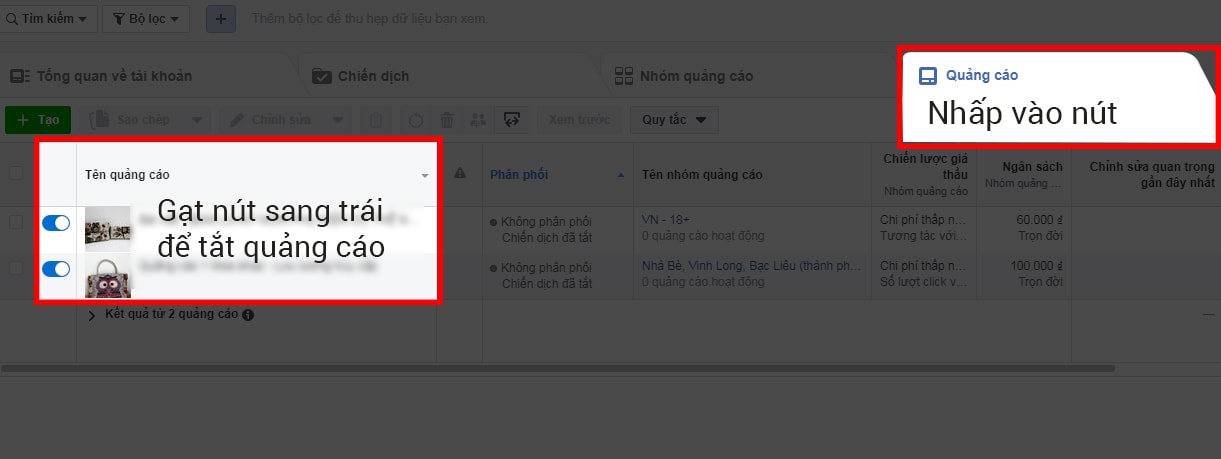 Tìm kiếm
Bộ lọc
Thêm bộ lọc để thu hẹp dữ liệu bạn xem.
Tổng quan về tài khoản
Chiến dịch
Nhóm quảng cáo
Quảng cáo
Nhấp vào nút
Tạo
Sao chép
Chỉnh sửa
Xem trước
Quy tắc
Tên quảng cáo
Phân phối
Tên nhóm quảng cáo
Chiến lược giá
thầu
Nhóm quảng cáo
Ngân sách
Nhóm quảng ...
Chỉnh sửa quan trọng
gần đây nhất
Gạt nút sang trái
để tắt quảng cáo
Không phân phối
Chiến dịch đã tắt
VN - 18+
0 quảng cáo hoạt động
Chi phí thấp n...
Tương tác với...
60.000 ₫
Trọn đời
Không phân phối
Chiến dịch đã tắt
Nhà Bè, Vĩnh Long, Bạc Liêu (thành ph...
0 quảng cáo hoạt động
Chi phí thấp n...
Số lượt click v...
100.000 ₫
Trọn đời
Kết quả từ 2 quảng cáo
—